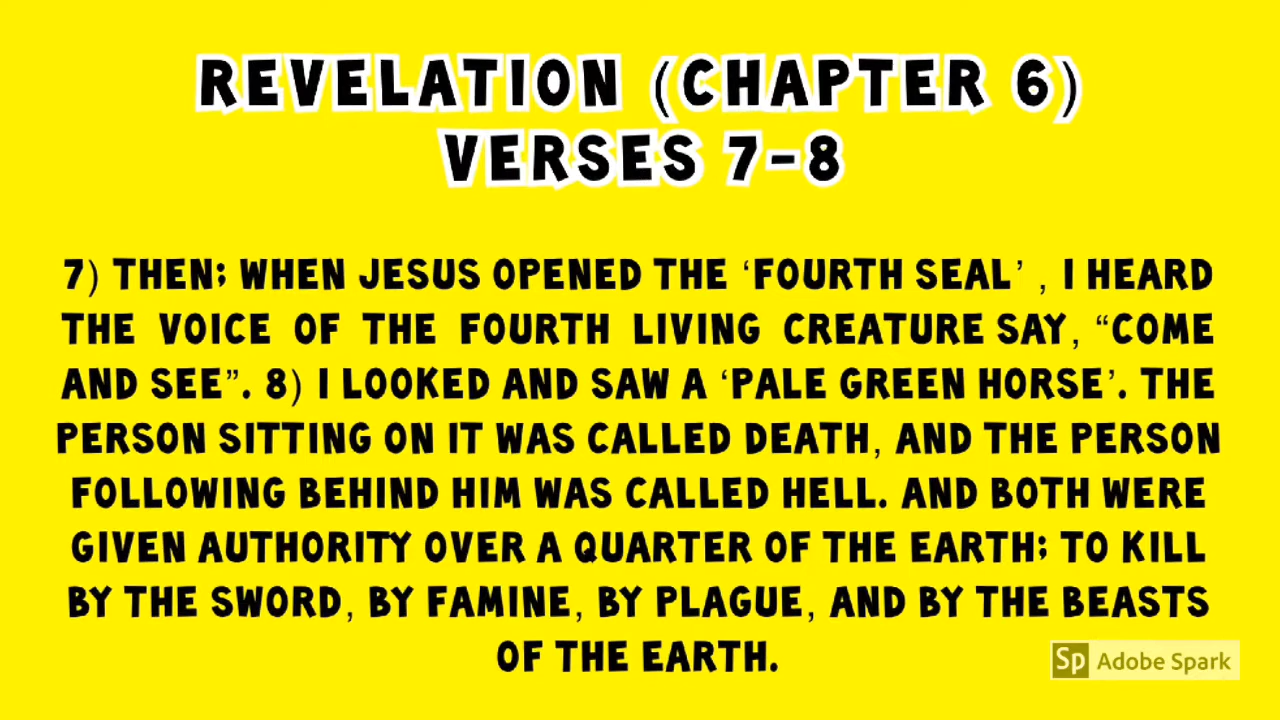 REVELATION (CHAPTER 6)
VERSES 7-8
7) THEN; WHEN JESUS OPENED THE ‘FOURTH SEAL’ , I HEARD
THE VOICE OF THE FOURTH LIVING CREATURE SAY, “COME
AND SEE”. 8) I LOOKED AND SAW A ‘PALE GREEN HORSE’. THE
PERSON SITTING ON IT WAS CALLED DEATH, AND THE PERSON
FOLLOWING BEHIND HIM WAS CALLED HELL. AND BOTH WERE
GIVEN AUTHORITY OVER A QUARTER OF THE EARTH; TO KILL
BY THE SWORD, BY FAMINE, BY PLAGUE, AND BY THE BEASTS
OF THE EARTH.
Sp Adobe Spark